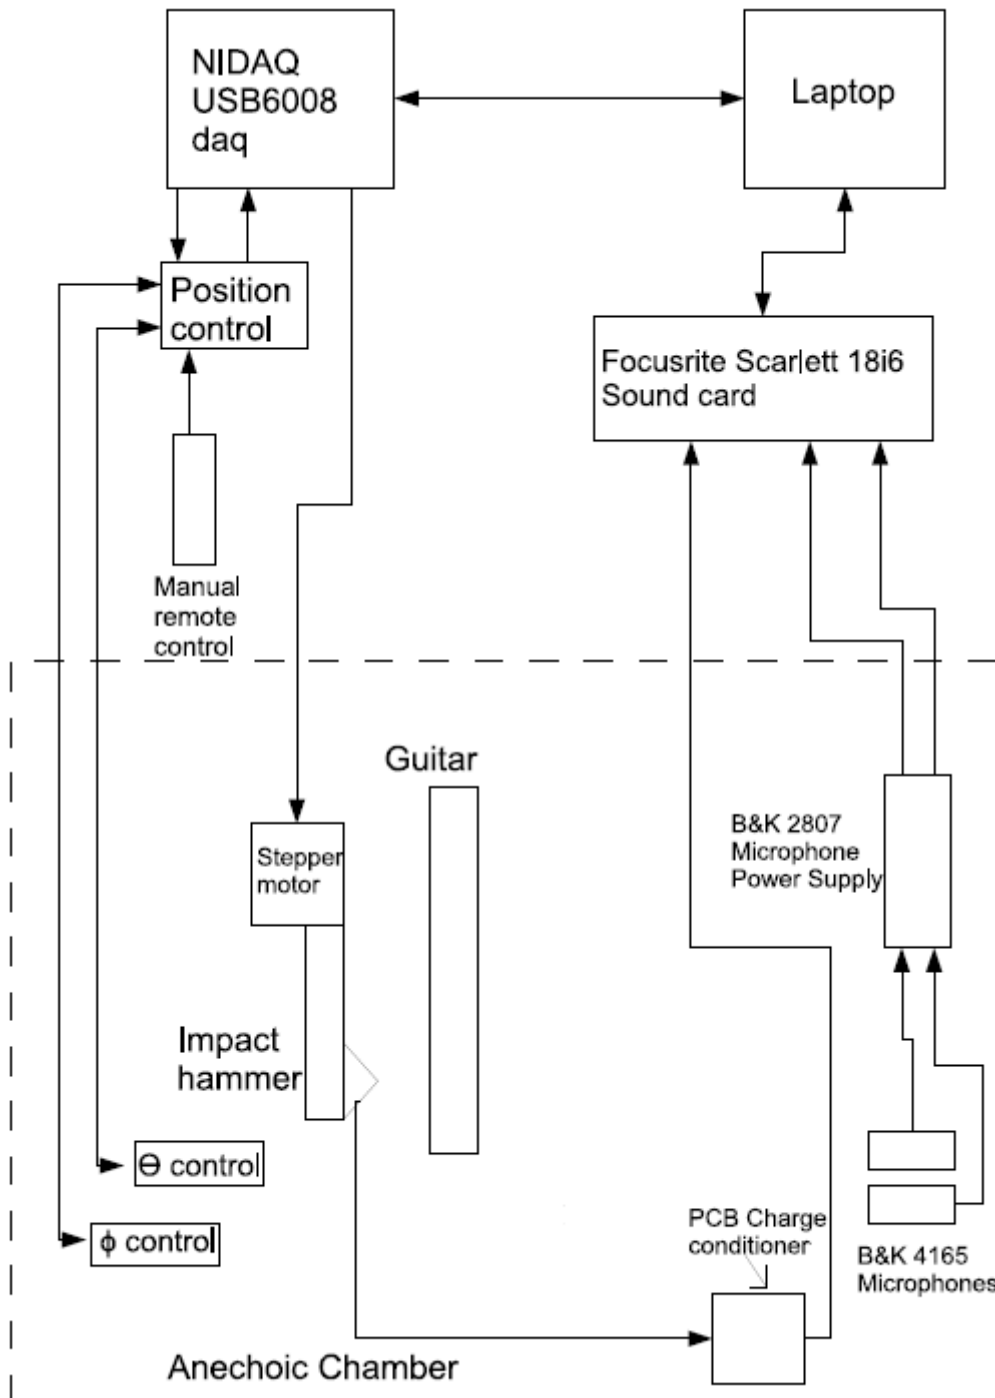 NIDAQ
USB6008
daq
Laptop
Position
control
Focusrite Scarlett 18i6
Sound card
Manual
remote
control
Guitar
Stepper
motor
B&K 2807
Microphone
Power Supply
Impact
hammer
ϴ control
ϕ control
PCB Charge
conditioner
B&K 4165
Microphones
Anechoic Chamber